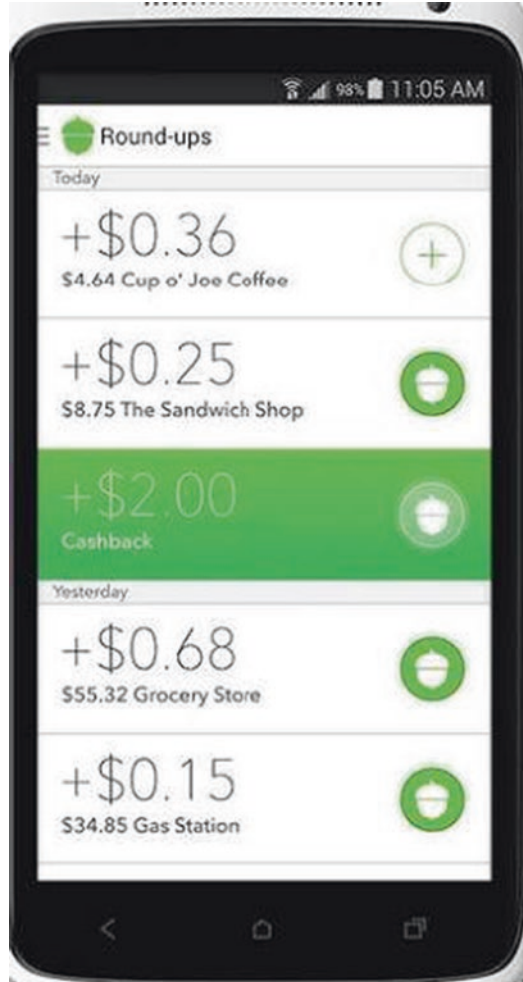 98% 11:05 AM
Round-ups
Today
+$0.36
$4.64 Cup o' Joe Coffee
+
+$0.25
$8.75 The Sandwich Shop
+$2.00
Cashback
Yesterday
+$0.68
$55.32 Grocery Store
+$0.15
$34.85 Gas Station